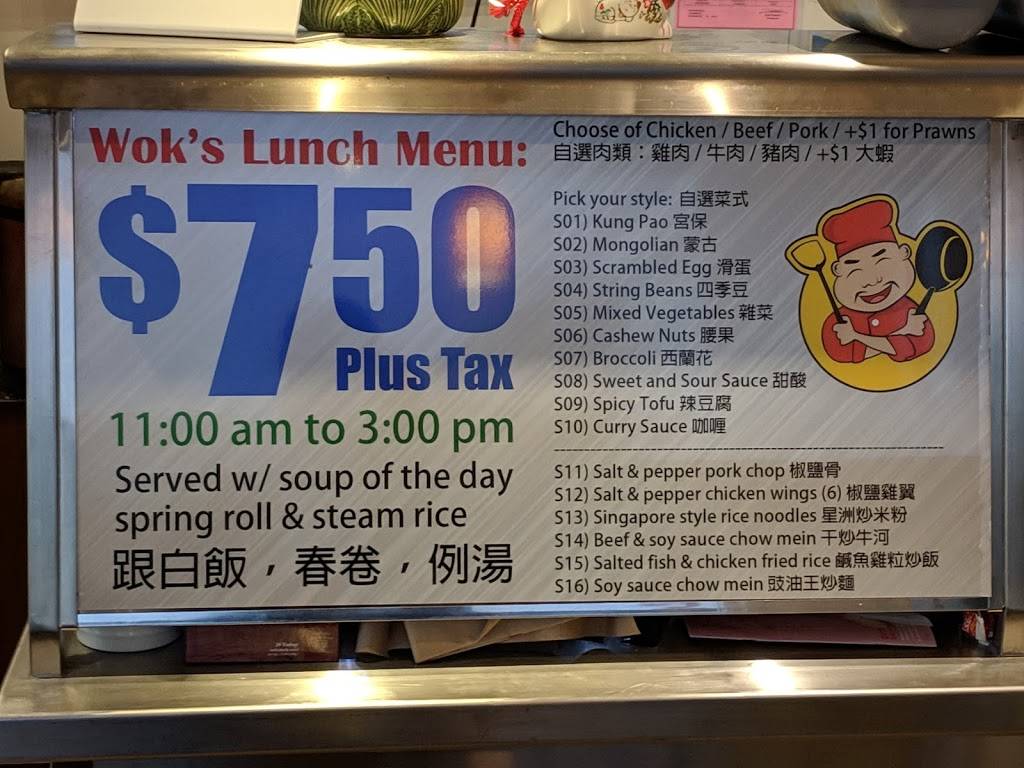 Wok's Lunch Menu:
$750
Plus Tax
11:00 am to 3:00 pm
Served w/ soup of the day
spring roll & steam rice
跟白飯，春卷，例湯
Choose of Chicken / Beef / Pork / +$1 for Prawns
自選肉類：雞肉 / 牛肉 / 豬肉 / +$1 大蝦
Pick your style: 自選菜式
S01) Kung Pao 宮保
S02) Mongolian 蒙古
S03) Scrambled Egg 滑蛋
S04) String Beans 四季豆
S05) Mixed Vegetables 雜菜
S06) Cashew Nuts 腰果
S07) Broccoli 西蘭花
S08) Sweet and Sour Sauce 甜酸
S09) Spicy Tofu 辣豆腐
S10) Curry Sauce 咖喱
S11) Salt & pepper pork chop 椒鹽骨
S12) Salt & pepper chicken wings (6) 椒鹽雞翼
S13) Singapore style rice noodles 星洲炒米粉
S14) Beef & soy sauce chow mein 干炒牛河
S15) Salted fish & chicken fried rice 鹹魚雞粒炒飯
S16) Soy sauce chow mein 豉油王炒麵